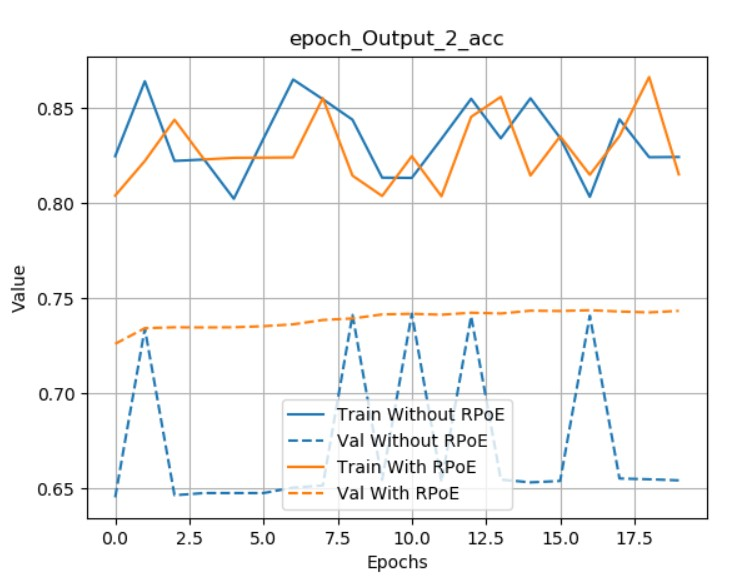 epoch_Output_2_acc
0.85
0.80
0.75
0.70
0.65
Value
Train Without RPoE
Val Without RPoE
Train With RPoE
Val With RPoE
0.0 2.5 5.0 7.5 10.0 12.5 15.0 17.5
Epochs